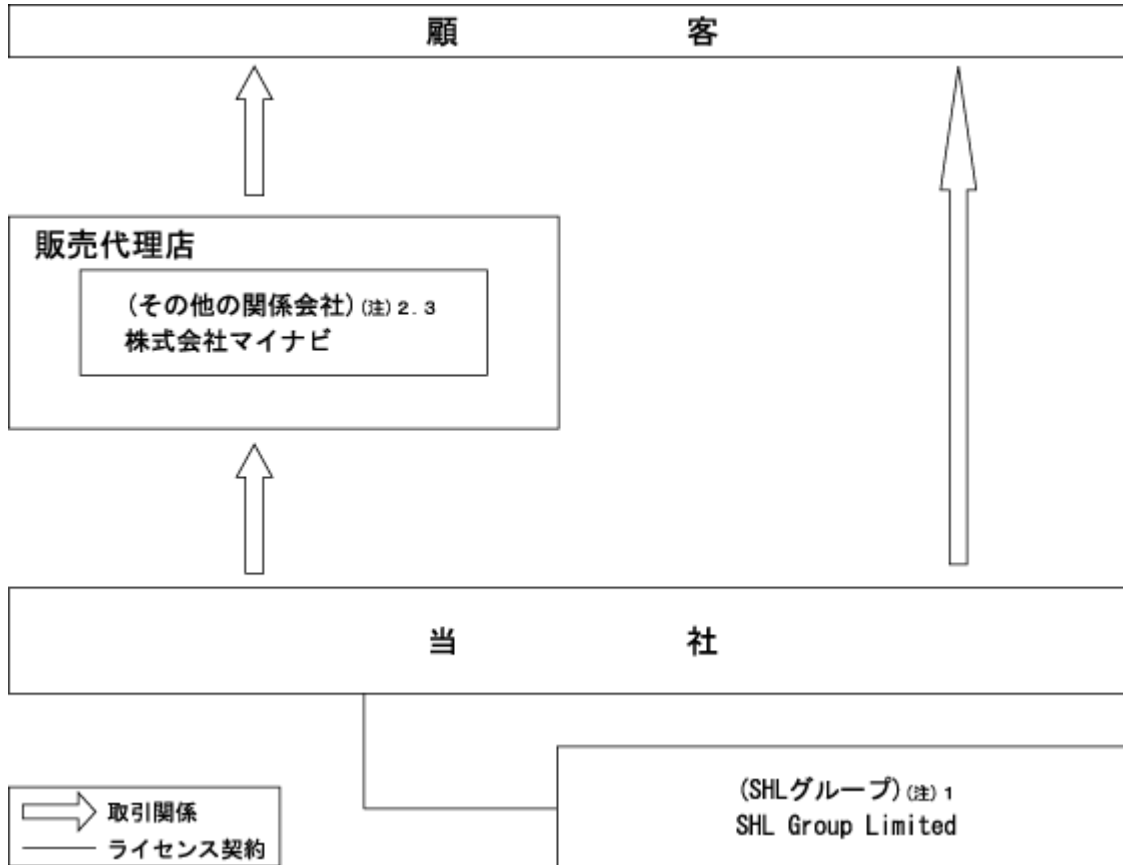 顧客
販売代理店
(その他の関係会社)(注)2.3
株式会社マイナビ
当社
(SHLグループ)(注)1
SHL Group Limited
取引関係
ライセンス契約